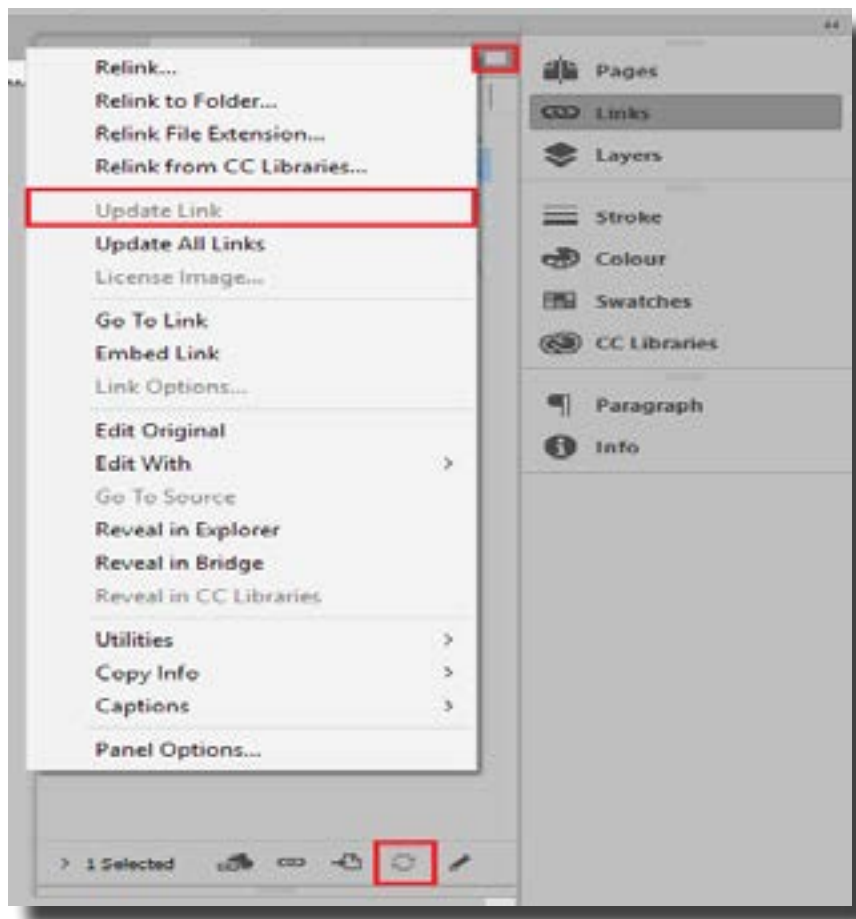 Relink...
Relink to Folder...
Relink File Extension...
Relink from CC Libraries...
Update Link
Update All Links
License Image...
Go To Link
Embed Link
Link Options...
Edit Original
Edit With
Go To Source
Reveal in Explorer
Reveal in Bridge
Reveal in CC Libraries
Utilities
Copy Info
Captions
Panel Options...
1 Selected
Pages
Links
Layers
Stroke
Colour
Swatches
CC Libraries
Paragraph
Info